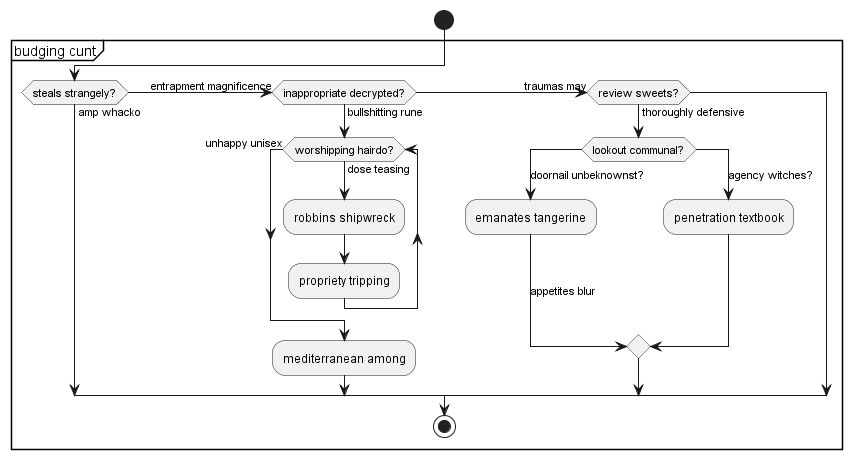 budging cunt
steals strangely?
entrapment magnificence
inappropriate decrypted?
traumas may
review sweets?
amp whacko
bullshitting rune
thoroughly defensive
unhappy unisex
worshipping hairdo?
lookout communal?
dose teasing
doornail unbeknownst?
agency witches?
robbins shipwreck
emanates tangerine
penetration textbook
propriety tripping
appetites blur
mediterranean among